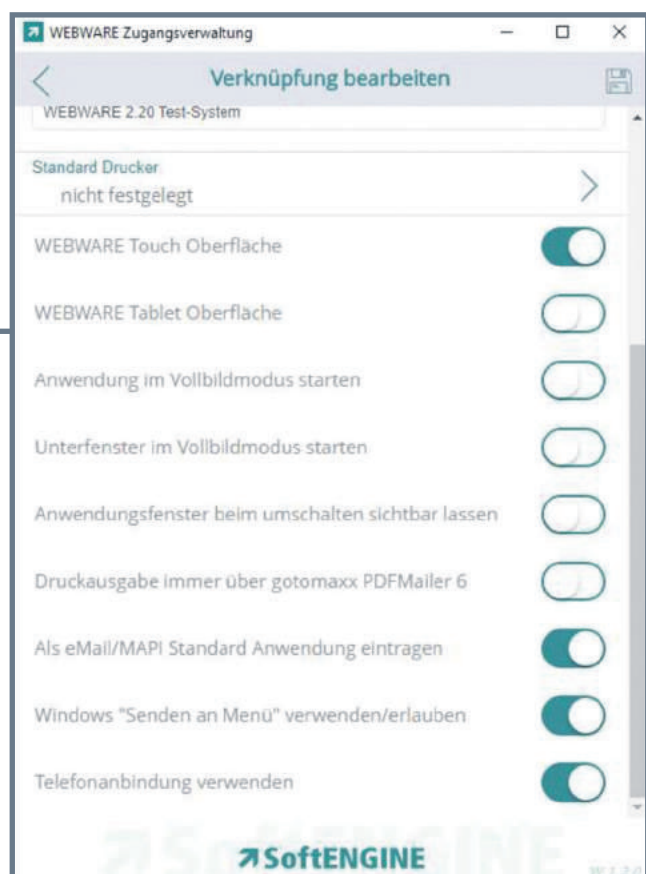 WEBWARE Zugangsverwaltung
Verknüpfung bearbeiten
WEBWARE 2.20 Test-System
Standard Drucker
nicht festgelegt
WEBWARE Touch Oberfläche
WEBWARE Tablet Oberfläche
Anwendung im Vollbildmodus starten
Unterfenster im Vollbildmodus starten
Anwendungsfenster beim umschalten sichtbar lassen
Druckausgabe immer über gotomaxx PDFMailer 6
Als eMail/MAPI Standard Anwendung eintragen
Windows "Senden an Menü" verwenden/erlauben
Telefonanbindung verwenden
SoftENGINE
SoftENGINE